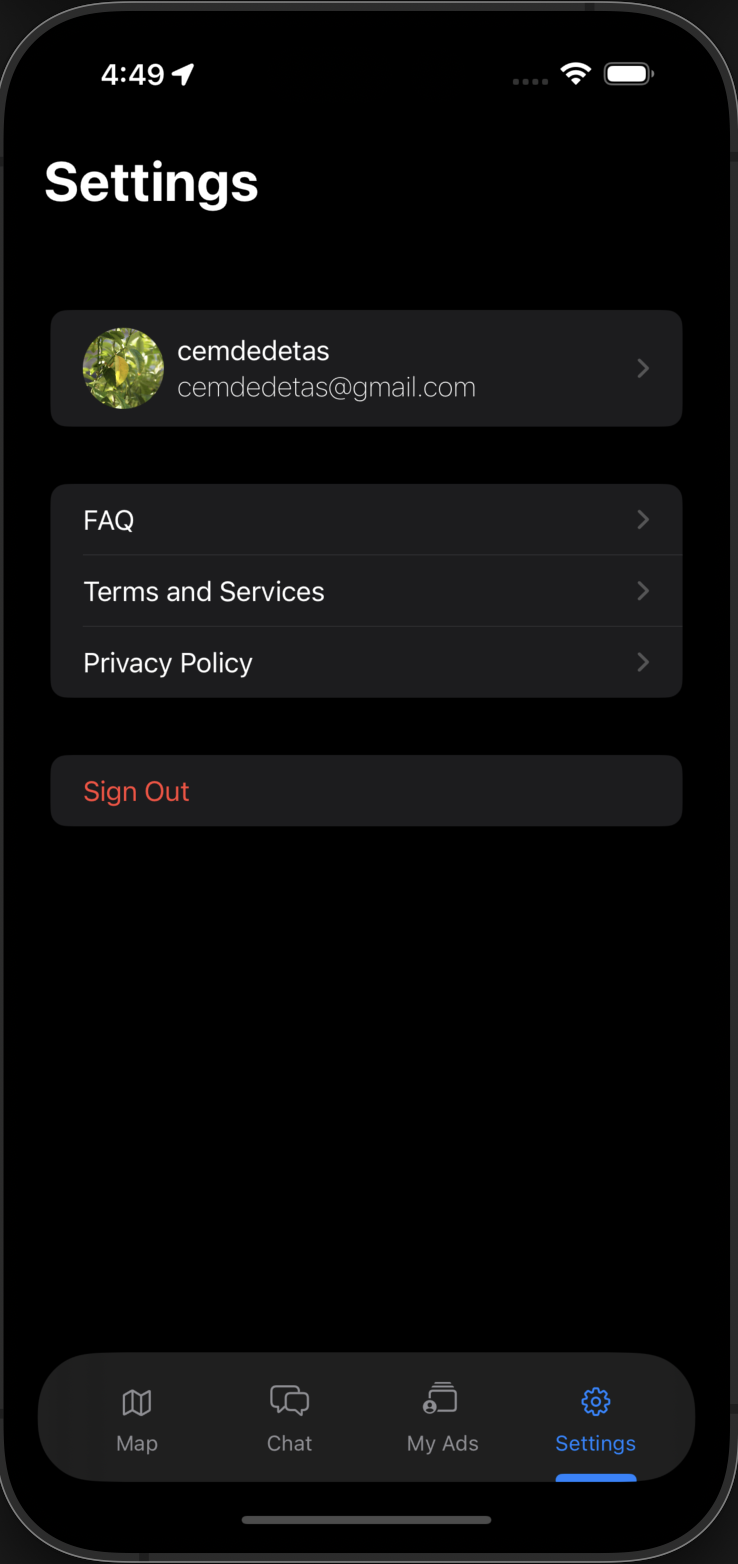 4:49
Settings
cemdedetas
cemdedetas@gmail.com
FAQ
Terms and Services
Privacy Policy
Sign Out
Map
Chat
My Ads
Settings